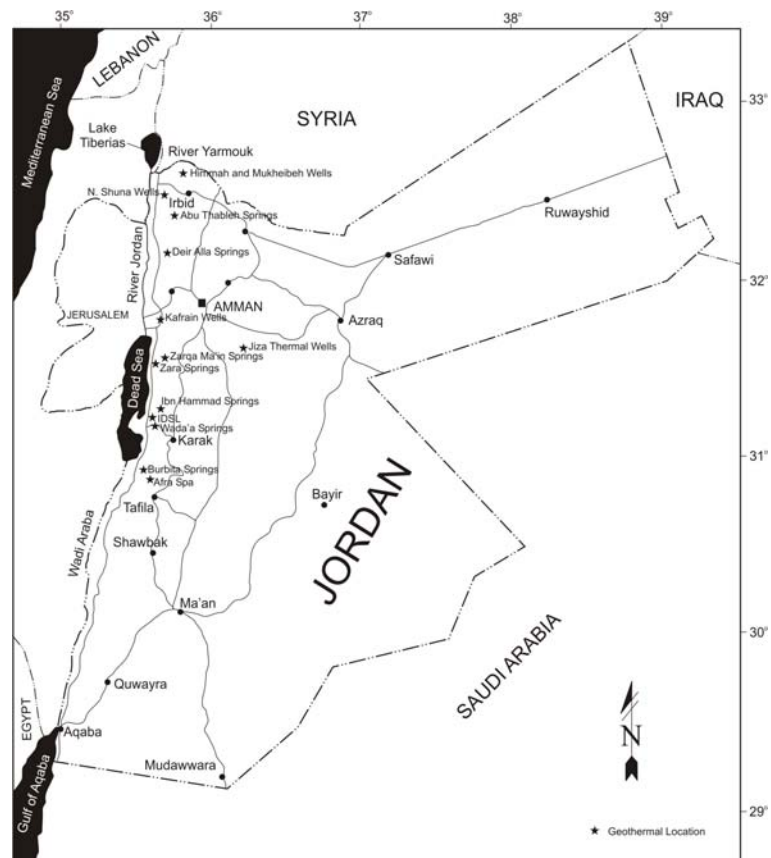 35°
36°
37°
38°
39°
LEBANON
Mediterranean Sea
SYRIA
IRAQ
33°
Lake
Tiberias
River Yarmouk
Himmah and Mukheibeh Wells
N. Shuna Wells
Irbid
Abu Thableh Springs
Ruwayshid
River Jordan
Deir Alla Springs
Safawi
32°
JERUSALEM
AMMAN
Kafrain Wells
Azraq
Jiza Thermal Wells
Zarqa Ma'in Springs
Zara Springs
Dead Sea
Ibn Hammad Springs
IDSL
Wada'a Springs
Karak
31°
Burbita Springs
Afra Spa
Bayir
Tafila
JORDAN
Shawbak
Wadi Araba
Ma'an
30°
SAUDI ARABIA
Quwayra
EGYPT
Aqaba
N
Mudawwara
Gulf of Aqaba
29°
Geothermal Location